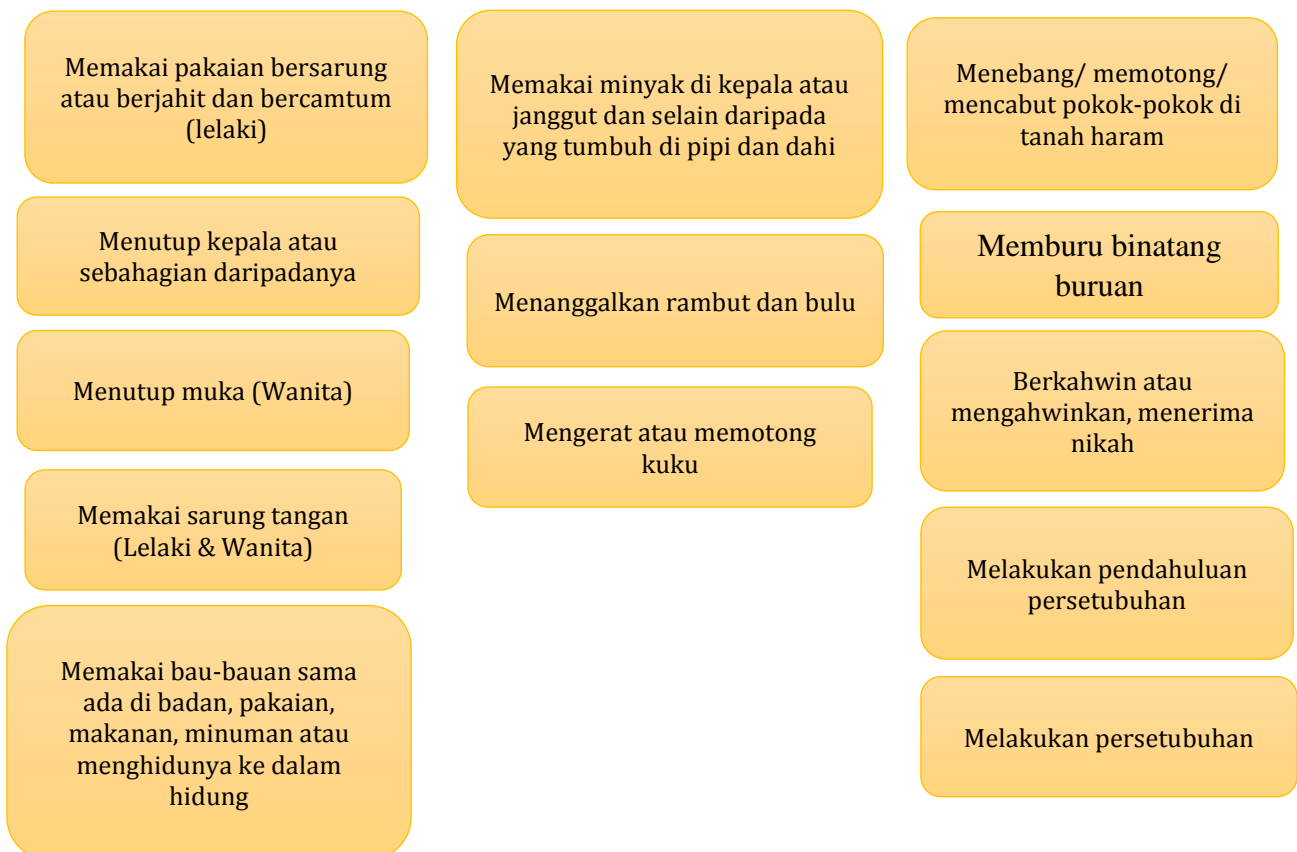 Memakai pakaian bersarung
atau berjahit dan bercamtum
(lelaki)
Menutup kepala atau
sebahagian daripadanya
Menutup muka (Wanita)
Memakai sarung tangan
(Lelaki & Wanita)
Memakai bau-bauan sama
ada di badan, pakaian,
makanan, minuman atau
menghidunya ke dalam
hidung
Memakai minyak di kepala atau
janggut dan selain daripada
yang tumbuh di pipi dan dahi
Menanggalkan rambut dan bulu
Mengerat atau memotong
kuku
Menebang/ memotong/
mencabut pokok-pokok di
tanah haram
Memburu binatang
buruan
Berkahwin atau
mengahwinkan, menerima
nikah
Melakukan pendahuluan
persetubuhan
Melakukan persetubuhan